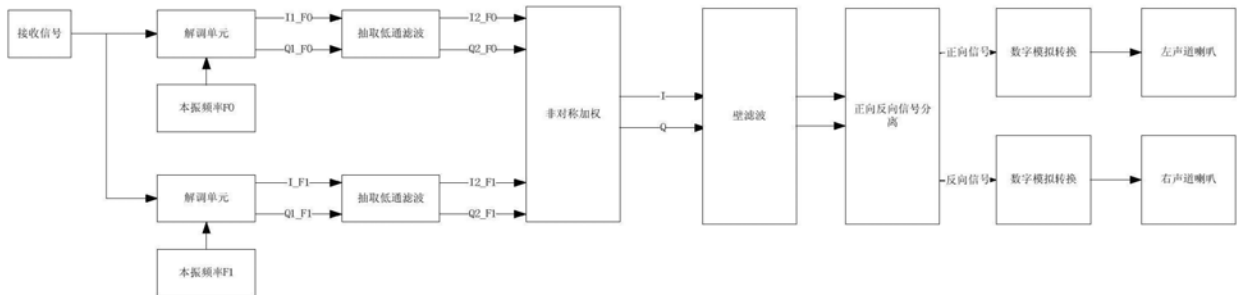 接收信号
解调单元
本振频率F0
I1_F0
Q1_F0
抽取低通滤波
I2_F0
Q2_F0
解调单元
本振频率F1
I_F1
Q1_F1
抽取低通滤波
I2_F1
Q2_F1
非对称加权
I
Q
壁滤波
正向反向信号分
离
正向信号
数字模拟转换
左声道喇叭
反向信号
数字模拟转换
右声道喇叭